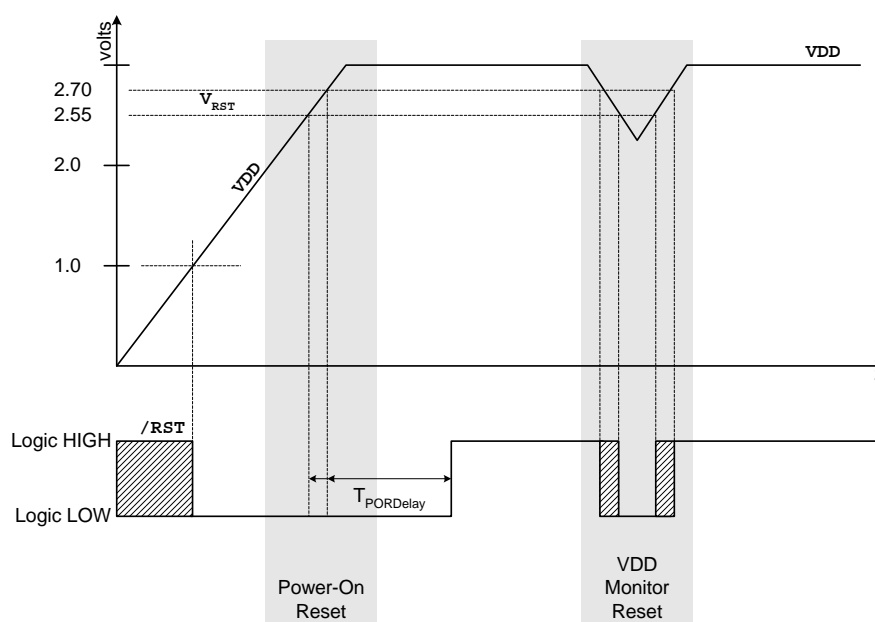 volts
VDD
2.70
V_RST
2.55
2.0
VDD
1.0
/RST
Logic HIGH
T_PORDelay
Logic LOW
Power-On
Reset
VDD
Monitor
Reset